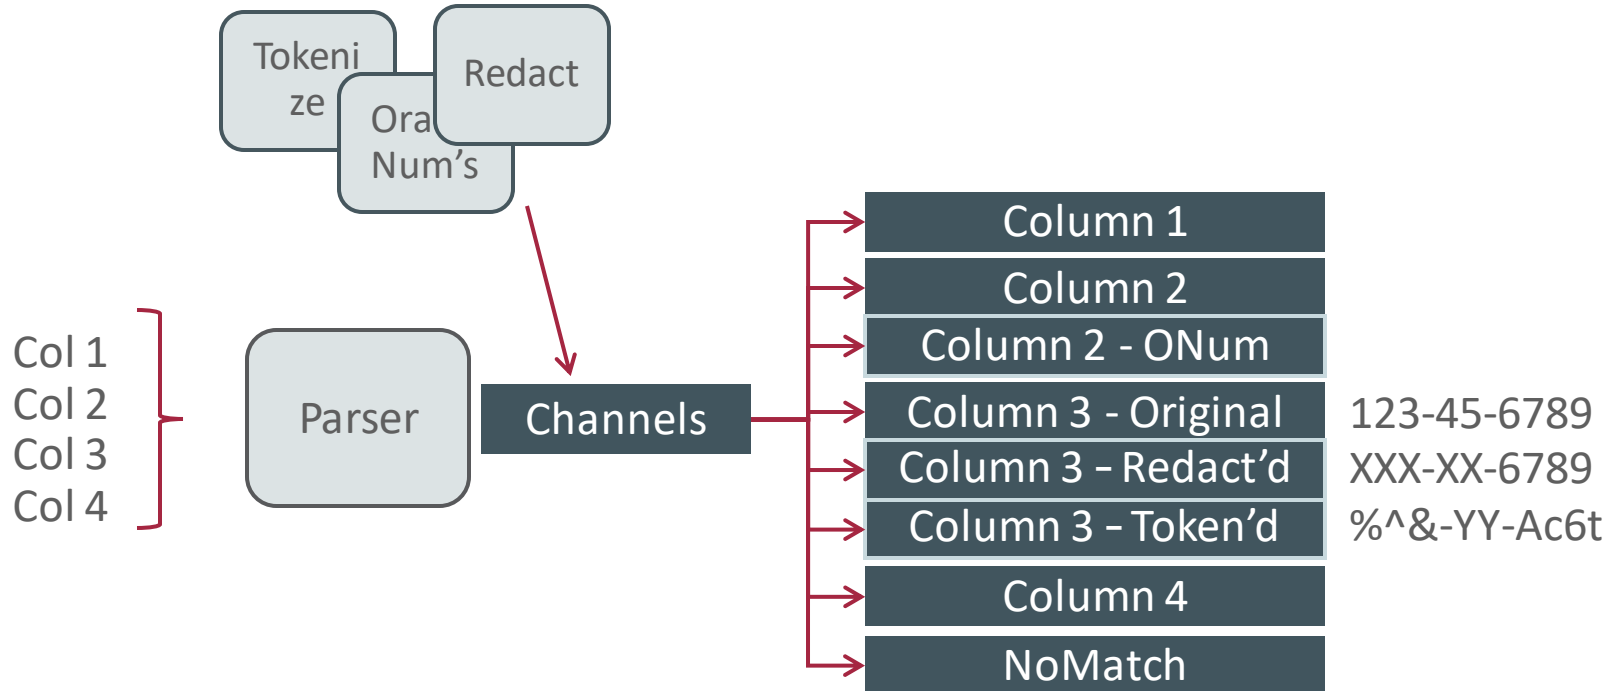 Tokeni
ze
Ora
Num’s
Redact
Col 1
Col 2
Col 3
Col 4
Parser
Channels
Column 1
Column 2
Column 2 - ONum
Column 3 - Original 123-45-6789
Column 3 – Redact’d XXX-XX-6789
Column 3 – Token’d %^&-YY-Ac6t
Column 4
NoMatch